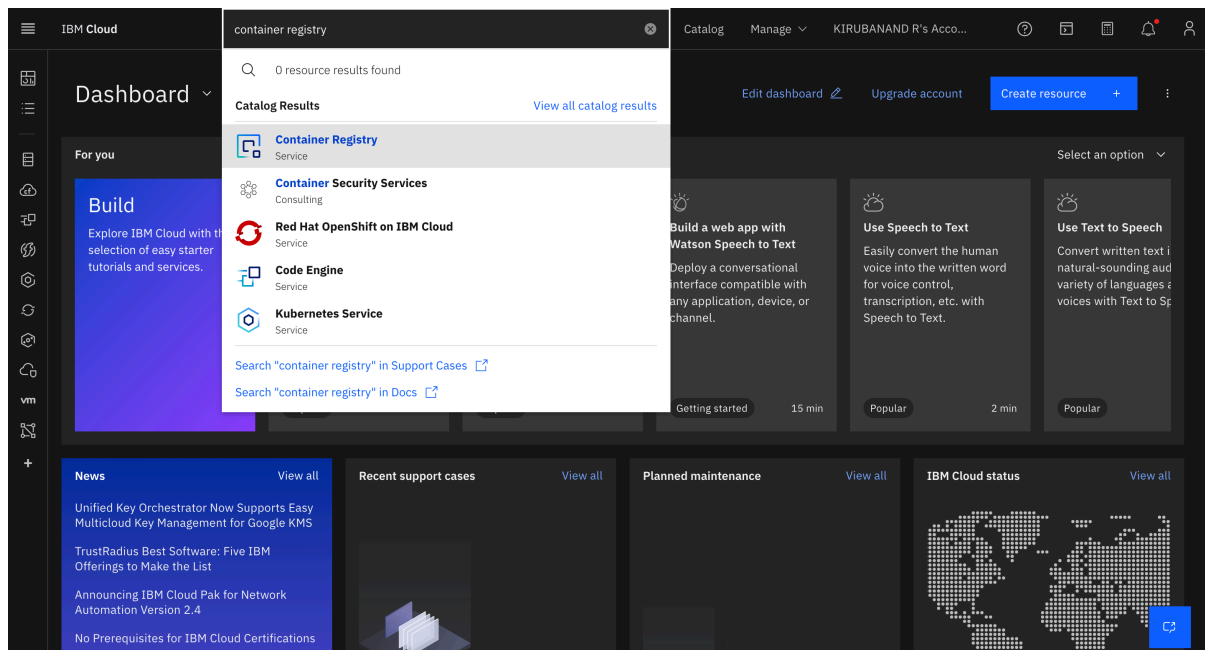 IBM Cloud
container registry
Catalog
Manage
KIRUBANAND R's Acco...
Dashboard
Edit dashboard
Upgrade account
Create resource +
0 resource results found
Catalog Results
View all catalog results
Container Registry
Service
Container Security Services
Consulting
Red Hat OpenShift on IBM Cloud
Service
Code Engine
Service
Kubernetes Service
Service
Search "container registry" in Support Cases
Search "container registry" in Docs
For you
Select an option
Build
Explore IBM Cloud with
selection of easy starter
tutorials and services.
Build a web app with
Watson Speech to Text
Deploy a conversational
interface compatible with
any application, device, or
channel.
Getting started
15 min
Use Speech to Text
Easily convert the human
voice into the written word
for voice control,
transcription, etc. with
Speech to Text.
Popular
2 min
Use Text to Speech
Convert written text i
natural-sounding aud
variety of languages
voices with Text to Sp
Popular
vm
News
View all
Unified Key Orchestrator Now Supports Easy
Multicloud Key Management for Google KMS
TrustRadius Best Software: Five IBM
Offerings to Make the List
Announcing IBM Cloud Pak for Network
Automation Version 2.4
No Prerequisites for IBM Cloud Certifications
Recent support cases
View all
Planned maintenance
View all
IBM Cloud status
View all